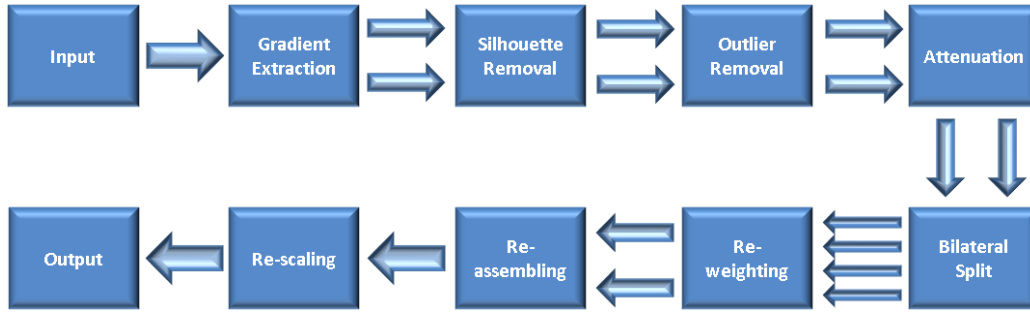 Input
Gradient
Extraction
Silhouette
Removal
Outlier
Removal
Attenuation
Output
Re-scaling
Re-
assembling
Re-
weighting
Bilateral
Split